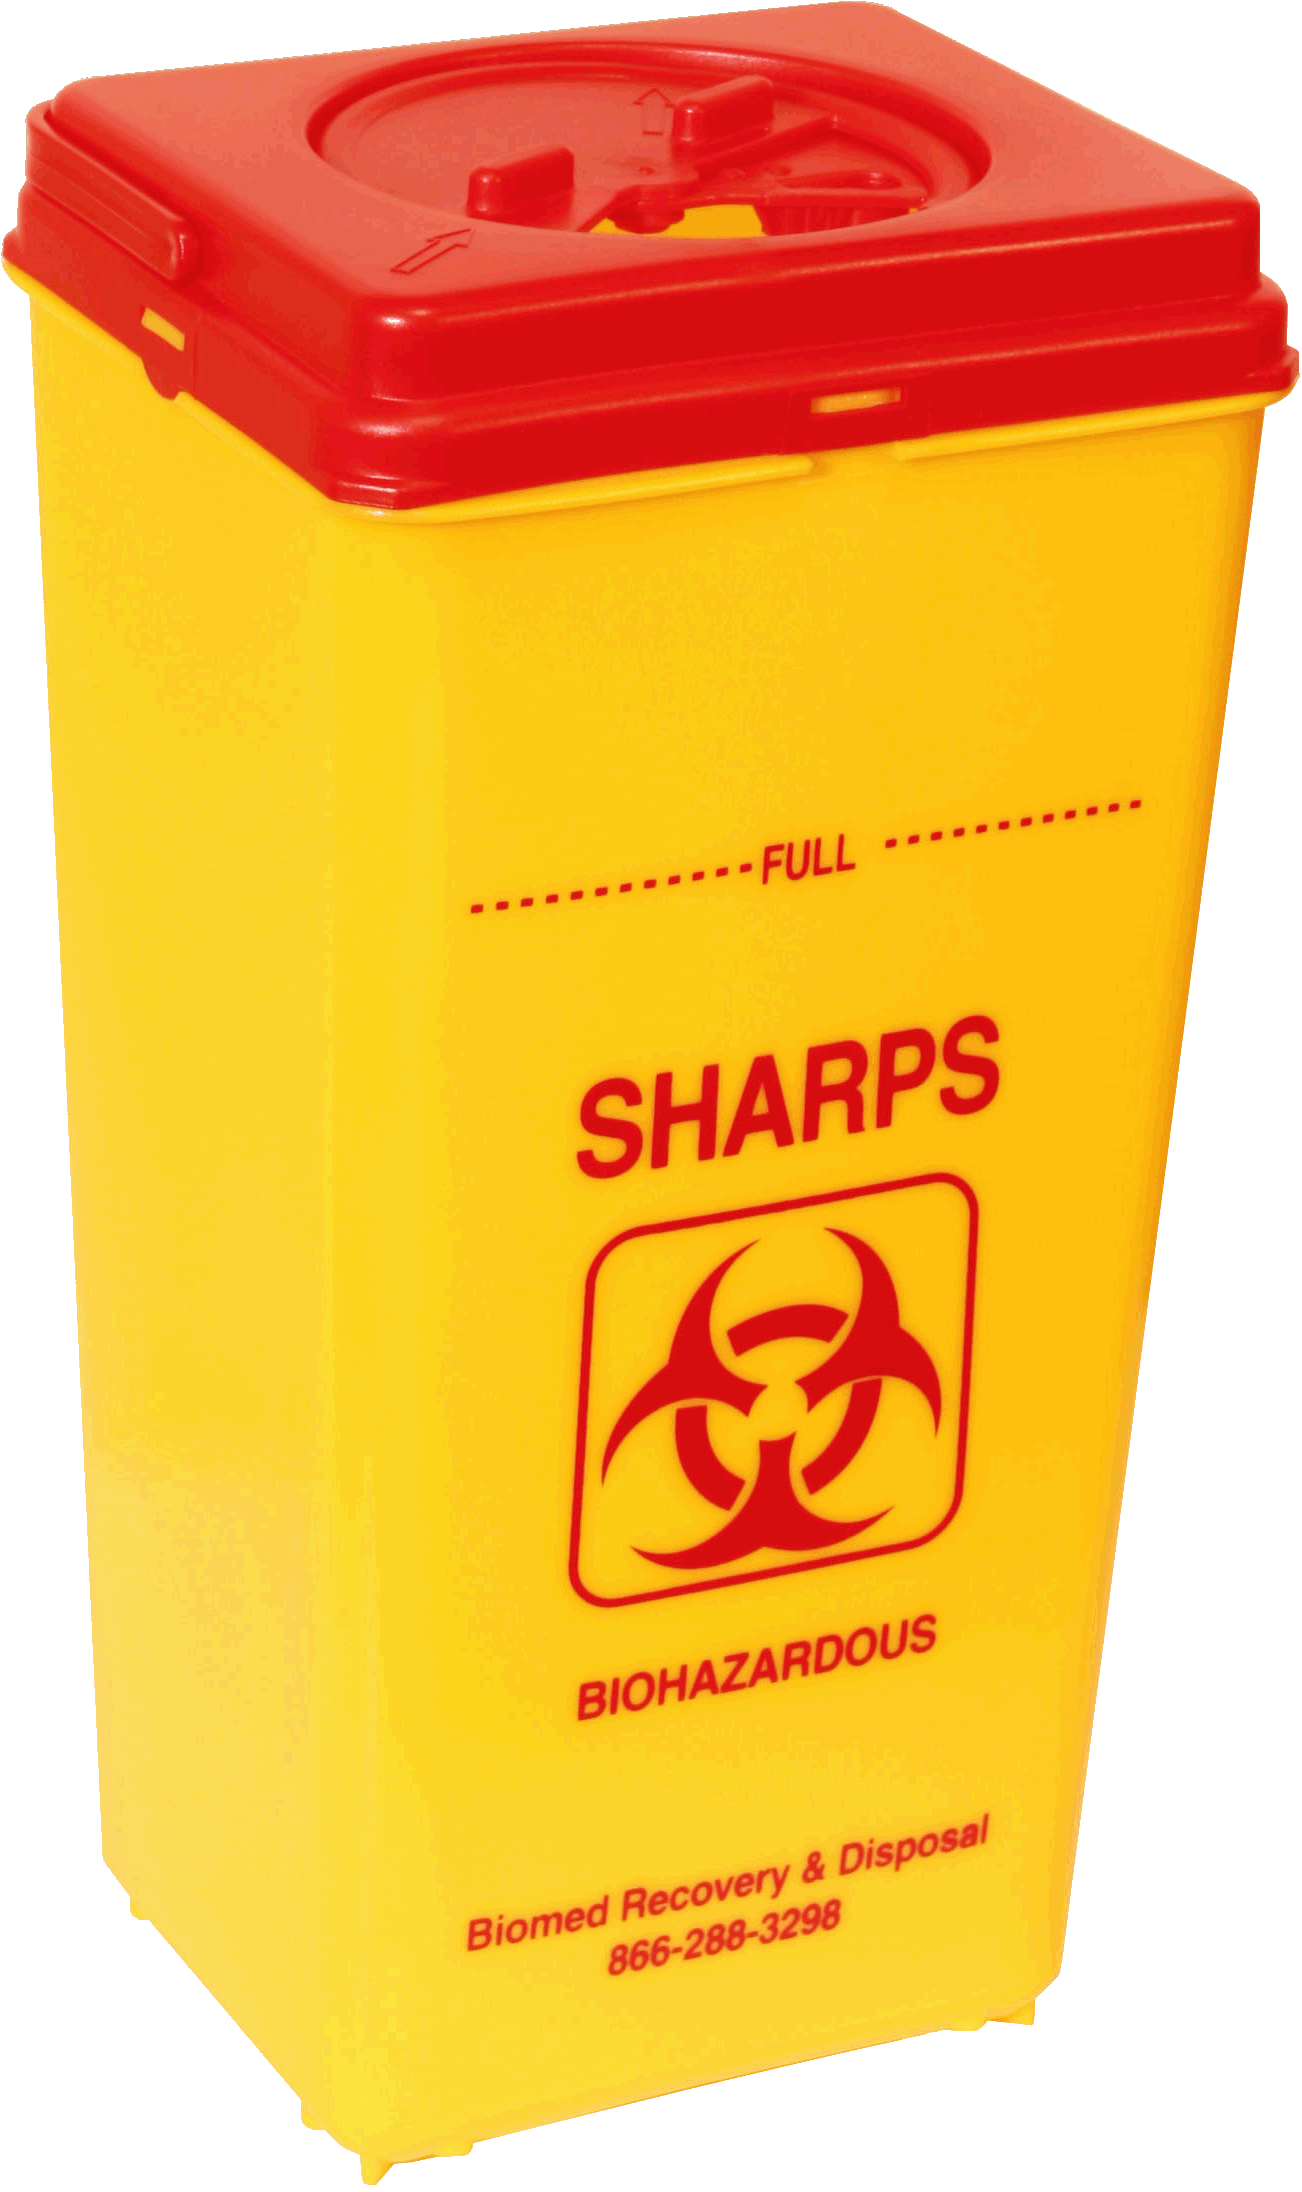 FULL
SHARPS
BIOHAZARDOUS
Biomed Recovery & Disposal
866-288-3298